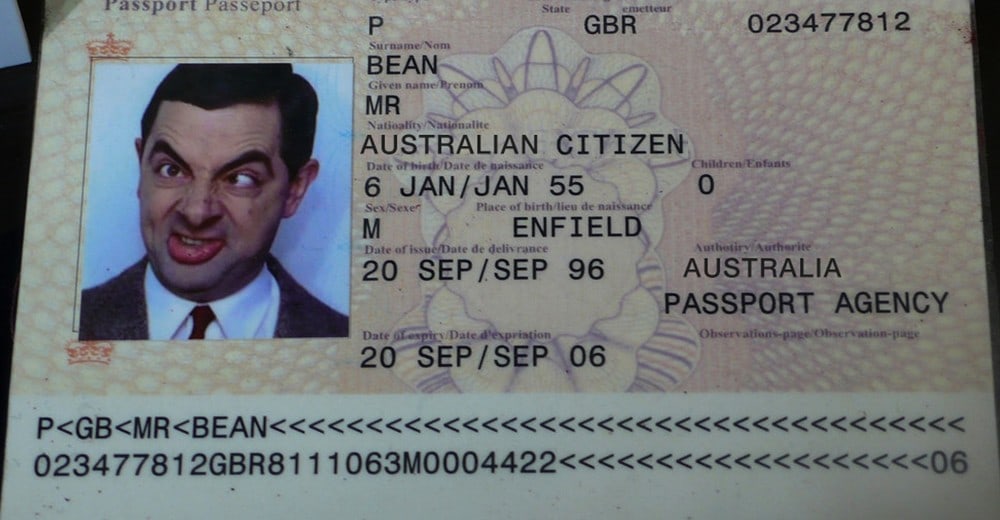 Passport Passeport
State emetteur
P GBR 023477812
Surname/Nom
BEAN
Given name/Prenom
MR
Natioality/Nationalite
AUSTRALIAN CITIZEN
Date of birth/Date de naissance Children/Enfants
6 JAN/JAN 55 0
Sex/Sexe Place of birth/lieu de naissance
M ENFIELD
Date of issue/Date de delivrance Authotiry/Authorite
20 SEP/SEP 96 AUSTRALIA
PASSPORT AGENCY
Date of expiry/Date d'expriation Observations-page/Observation-page
20 SEP/SEP 06
P<GB<MR<BEAN<<<<<<<<<<<<<<<<<<<<<<<<<<<<<<<<<<<<<
023477812GBR8111063M0004422<<<<<<<<<<<<<<<<<<<<06